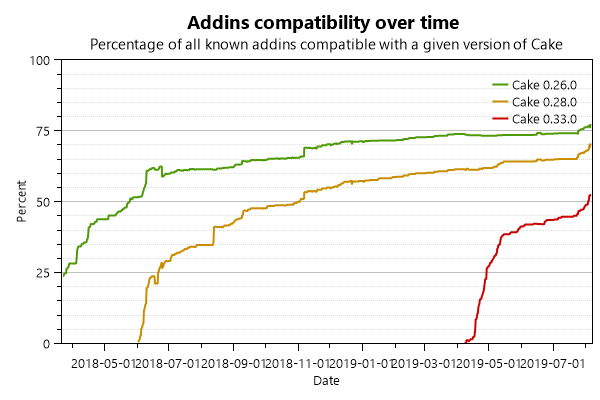 Addins compatibility over time
Percentage of all known addins compatible with a given version of Cake
100
Cake 0.26.0
Cake 0.28.0
Cake 0.33.0
75
50
Percent
25
0
2018-05-01 2018-07-01 2018-09-01 2018-11-01 2019-01-01 2019-03-01 2019-05-01 2019-07-01
Date